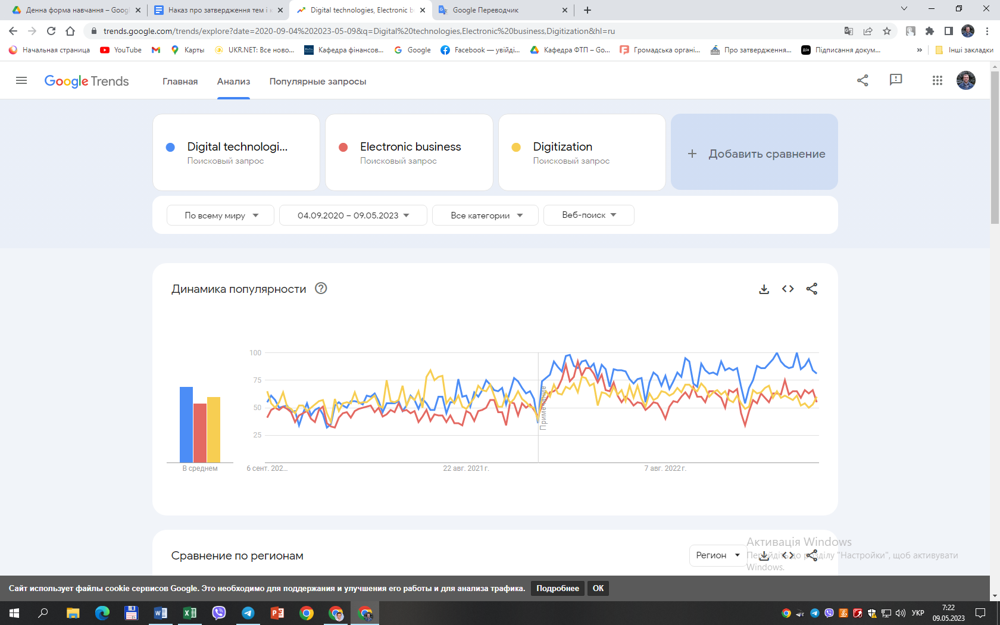 Денна форма навчання – Goog
Наказ про затвердження тем і к
Digital technologies, Electronic b
Google Переводчик
trends.google.com/trends/explore?date=2020-09-04%202023-05-09&q=Digital%20technologies,Electronic%20business,Digitization&hl=ru
Начальная страница
YouTube
Карты
UKR.NET: Все ново...
Кафедра фінансов...
Google
Facebook — увійді...
Кафедра ФТП – Go...
Громадська органі...
Про затвердження...
Підписання докум...
»
Інші закладки
Google Trends
Главная
Анализ
Популярные запросы
Digital technologi...
Поисковый запрос
Electronic business
Поисковый запрос
Digitization
Поисковый запрос
+ Добавить сравнение
По всему миру
04.09.2020 – 09.05.2023
Все категории
Веб-поиск
Динамика популярности
100
75
50
25
Примечание
В среднем
6 сент. 202...
22 авг. 2021 г.
7 авг. 2022 г.
Сравнение по регионам
Регион
Активація Windows
Перейдіть до розділу "Настройки", щоб активувати
Windows.
Сайт использует файлы cookie сервисов Google. Это необходимо для поддержания и улучшения его работы и для анализа трафика.
Подробнее
ОК
УКР
7:22
09.05.2023